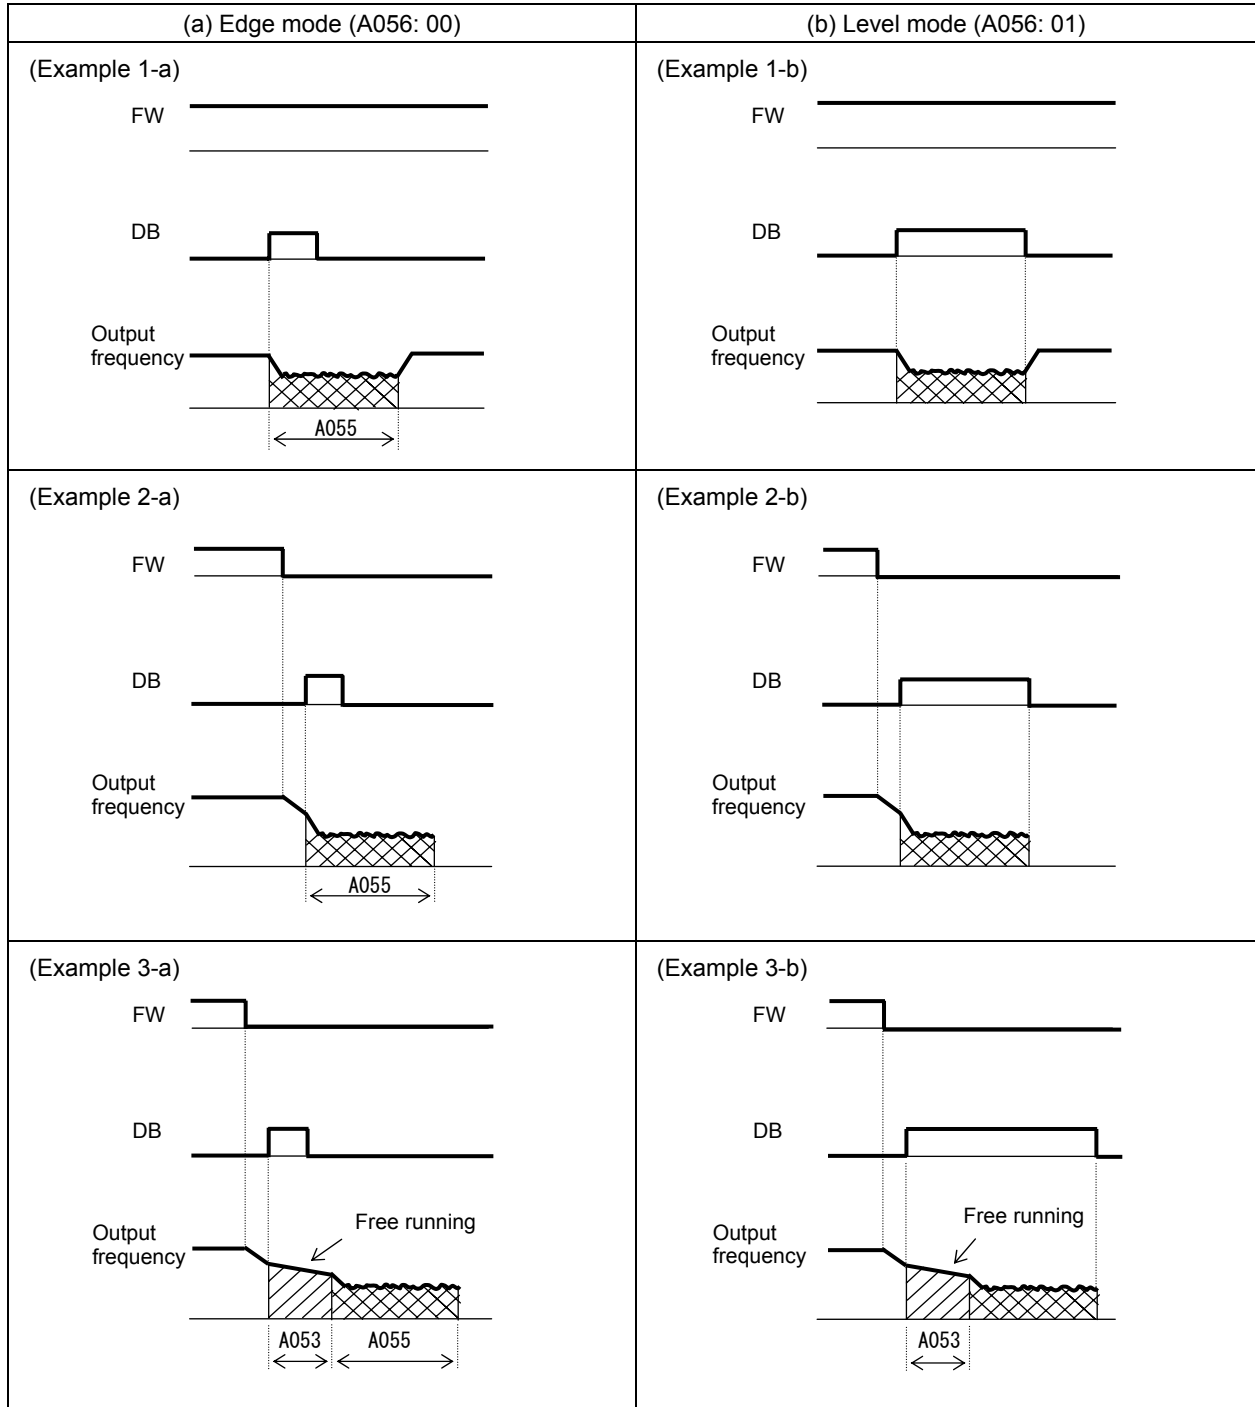 (a) Edge mode (A056: 00)
(b) Level mode (A056: 01)
(Example 1-a)
FW
DB
Output
frequency
A055
(Example 1-b)
FW
DB
Output
frequency
(Example 2-a)
FW
DB
Output
frequency
A055
(Example 2-b)
FW
DB
Output
frequency
(Example 3-a)
FW
DB
Free running
Output
frequency
A053
A055
(Example 3-b)
FW
DB
Free running
Output
frequency
A053